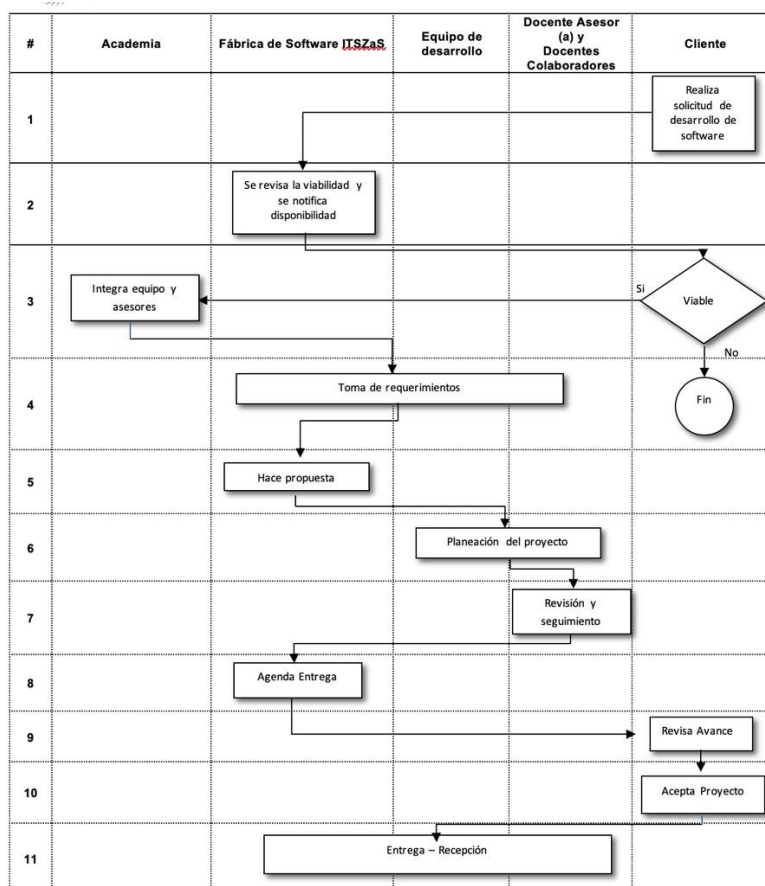 #
Academia
Fábrica de Software ITSZaS
Equipo de
desarrollo
Docente Asesor
(a) y
Docentes
Colaboradores
Cliente
1
Realiza
solicitud de
desarrollo de
software
2
Se revisa la viabilidad y
se notifica
disponibilidad
3
Integra equipo y
asesores
Si
Viable
No
4
Toma de requerimientos
Fin
5
Hace propuesta
6
Planeación del proyecto
7
Revisión y
seguimiento
8
Agenda Entrega
9
Revisa Avance
10
Acepta Proyecto
11
Entrega – Recepción